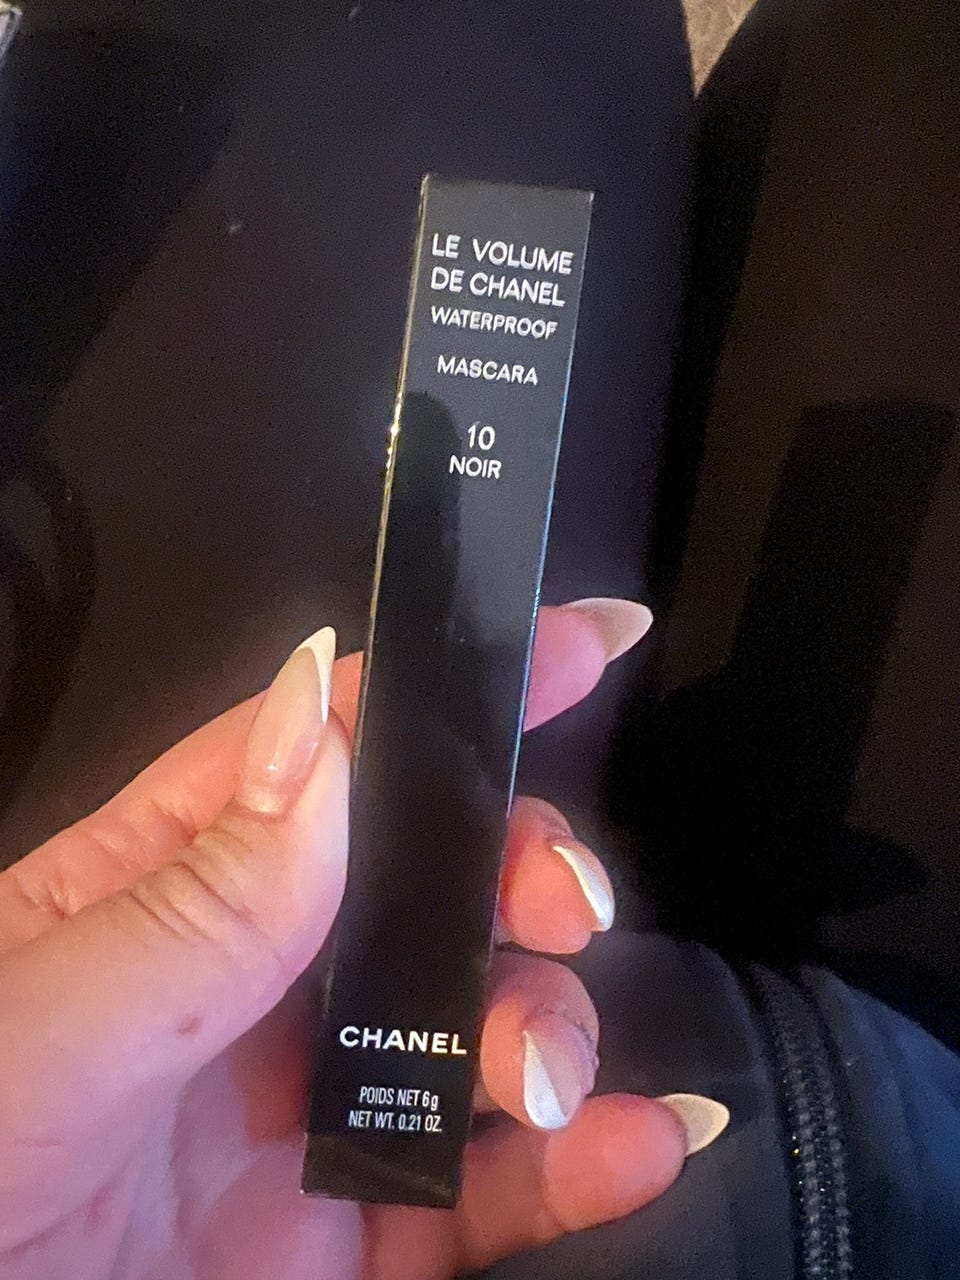 LE VOLUME
DE CHANEL
WATERPROOF
MASCARA
10
NOIR
CHANEL
POIDS NET 6g
NET WT. 0.21 OZ.